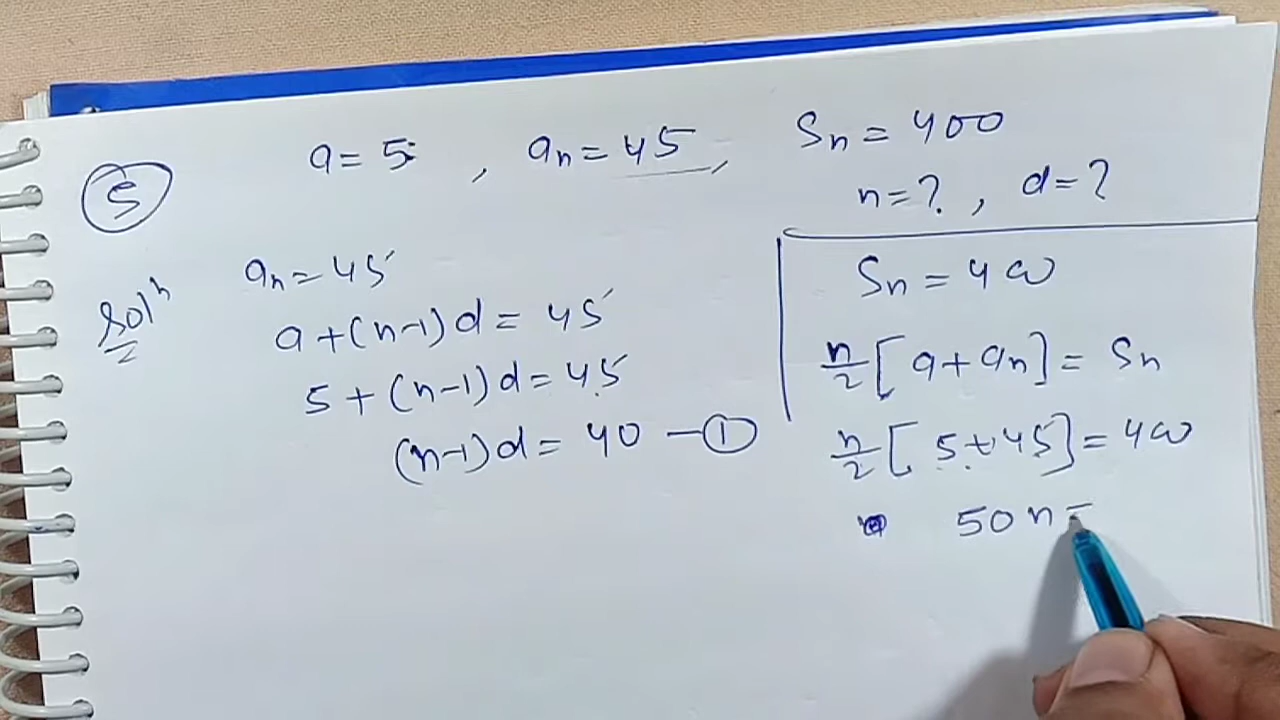 5
a = 5, aₙ = 45, Sₙ = 400
n = ?, d = ?
Solⁿ
aₙ = 45
a + (n-1)d = 45
5 + (n-1)d = 45
(n-1)d = 40 — ①
Sₙ = 400
n/2 [a + aₙ] = Sₙ
n/2 [5 + 45] = 400
50n =